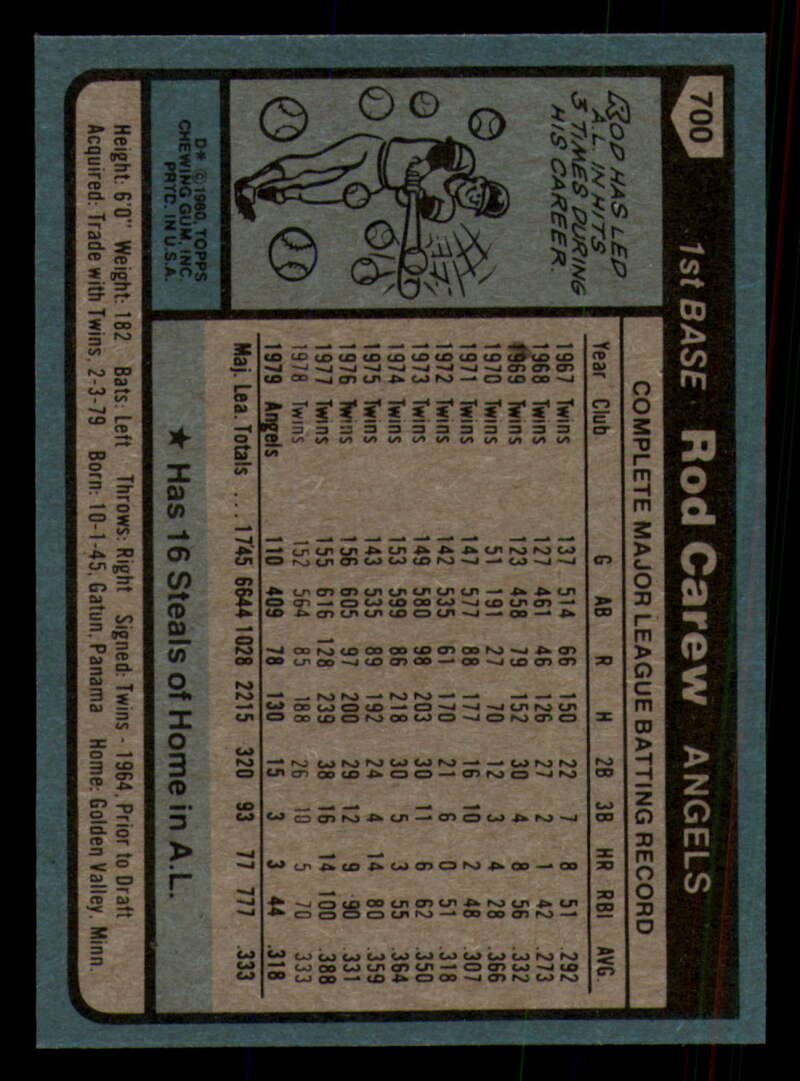 700
1st BASE · Rod Carew · ANGELS
ROD HAS LED
A.L. IN HITS
3 TIMES DURING
HIS CAREER.
D* © 1980, TOPPS
CHEWING GUM, INC.
PRTD. IN U.S.A.
COMPLETE MAJOR LEAGUE BATTING RECORD
Year Club G AB R H 2B 3B HR RBI AVG.
1967 Twins 137 514 66 150 22 7 8 51 .292
1968 Twins 127 461 46 126 27 2 1 42 .273
1969 Twins 123 458 79 152 30 4 8 56 .332
1970 Twins 51 191 27 70 12 3 4 28 .366
1971 Twins 147 577 88 177 16 10 2 48 .307
1972 Twins 142 535 61 170 21 6 0 51 .318
1973 Twins 149 580 98 203 30 11 6 62 .350
1974 Twins 153 599 86 218 30 5 3 55 .364
1975 Twins 143 535 89 192 24 4 14 80 .359
1976 Twins 156 605 97 200 29 12 9 90 .331
1977 Twins 155 616 128 239 38 16 14 100 .388
1978 Twins 152 564 85 188 26 10 5 70 .333
1979 Angels 110 409 78 130 15 3 3 44 .318
Maj. Lea. Totals .... 1745 6644 1028 2215 320 93 77 777 .333
★ Has 16 Steals of Home in A.L.
Height: 6'0" Weight: 182 Bats: Left Throws: Right Signed: Twins - 1964, Prior to Draft
Acquired: Trade with Twins, 2-3-79 Born: 10-1-45, Gatun, Panama Home: Golden Valley, Minn.